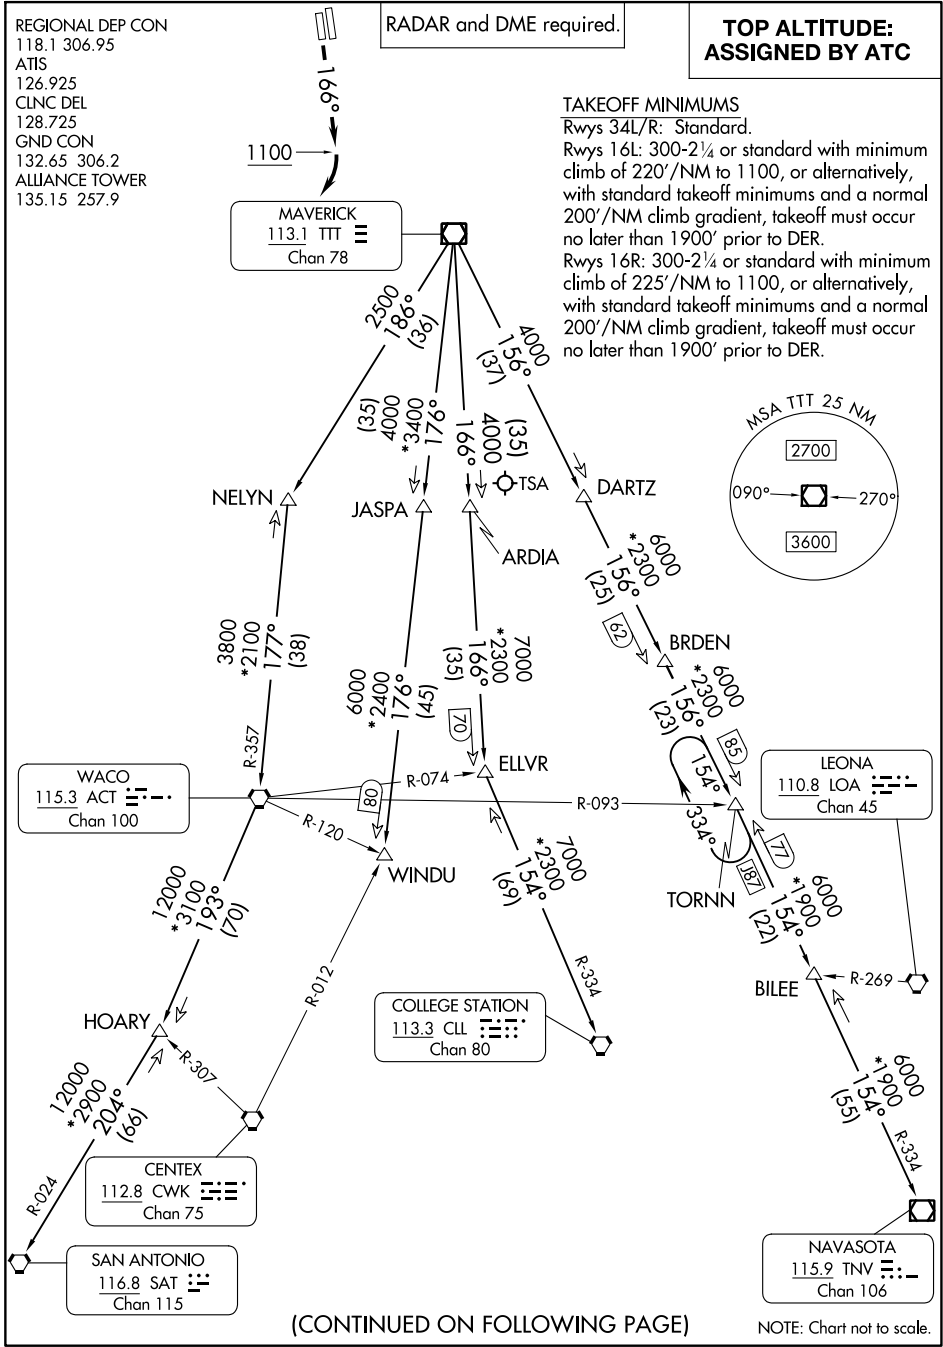 REGIONAL DEP CON
118.1 306.95
ATIS
126.925
CLNC DEL
128.725
GND CON
132.65 306.2
ALLIANCE TOWER
135.15 257.9
RADAR and DME required.
TOP ALTITUDE:
ASSIGNED BY ATC
166°
1100
TAKEOFF MINIMUMS
Rwys 34L/R: Standard.
Rwys 16L: 300-2¼ or standard with minimum
climb of 220'/NM to 1100, or alternatively,
with standard takeoff minimums and a normal
200'/NM climb gradient, takeoff must occur
no later than 1900' prior to DER.
Rwys 16R: 300-2¼ or standard with minimum
climb of 225'/NM to 1100, or alternatively,
with standard takeoff minimums and a normal
200'/NM climb gradient, takeoff must occur
no later than 1900' prior to DER.
MAVERICK
113.1 TTT
Chan 78
2500
186°
(36)
(35)
4000
*3400
176°
166°
4000
(35)
4000
156°
(37)
MSA TTT 25 NM
2700
090°
270°
3600
NELYN
JASPA
TSA
ARDIA
DARTZ
6000
*2300
156°
(25)
62
BRDEN
3800
*2100
177°
(38)
R-357
6000
*2400
176°
(45)
80
7000
*2300
166°
(35)
70
ELLVR
6000
*2300
156°
(23)
85
154°
334°
J87
77
TORNN
WACO
115.3 ACT
Chan 100
R-074
R-093
R-120
WINDU
LEONA
110.8 LOA
Chan 45
12000
*3100
193°
(70)
7000
*2300
154°
(69)
R-334
6000
*1900
154°
(22)
BILEE
R-269
R-012
HOARY
R-307
COLLEGE STATION
113.3 CLL
Chan 80
12000
*2900
204°
(66)
R-024
6000
*1900
154°
(55)
R-334
CENTEX
112.8 CWK
Chan 75
SAN ANTONIO
116.8 SAT
Chan 115
NAVASOTA
115.9 TNV
Chan 106
(CONTINUED ON FOLLOWING PAGE)
NOTE: Chart not to scale.